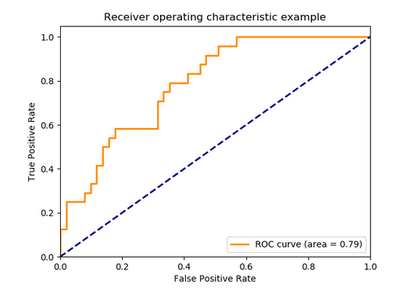 Receiver operating characteristic example
1.0
0.8
0.6
0.4
0.2
0.0
True Positive Rate
ROC curve (area = 0.79)
0.0 0.2 0.4 0.6 0.8 1.0
False Positive Rate